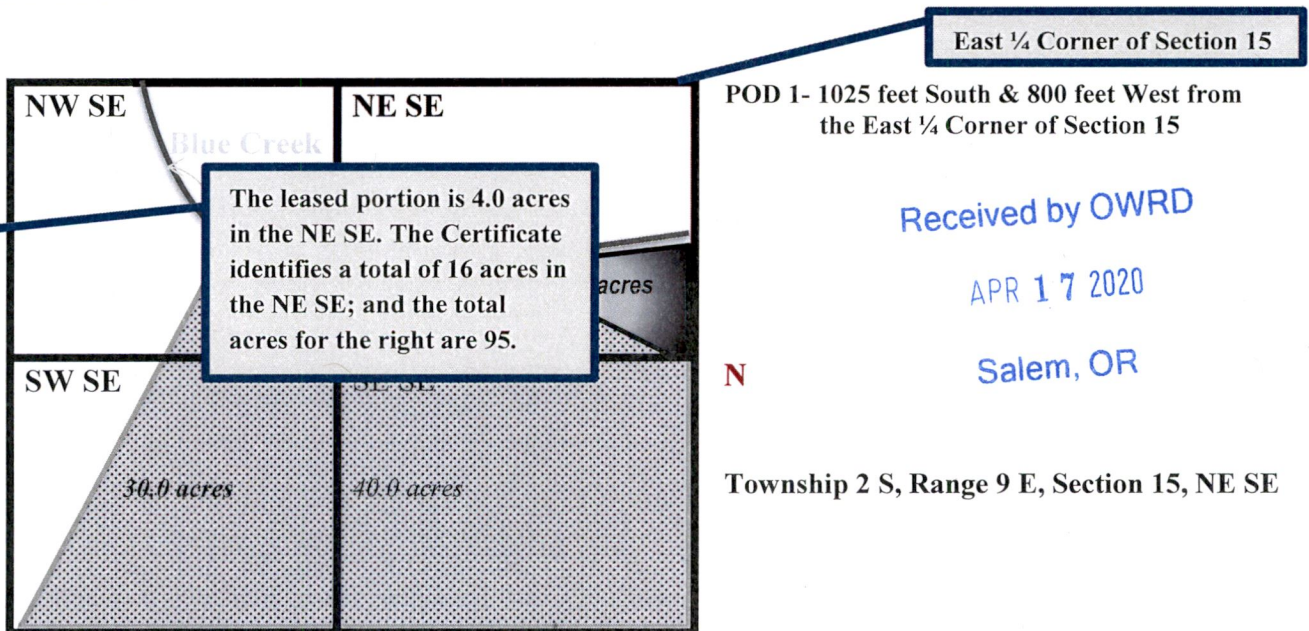 East ¼ Corner of Section 15
NW SE
NE SE
POD 1- 1025 feet South & 800 feet West from
the East ¼ Corner of Section 15
Blue Creek
The leased portion is 4.0 acres
in the NE SE. The Certificate
identifies a total of 16 acres in
the NE SE; and the total
acres for the right are 95.
acres
Received by OWRD
APR 17 2020
Salem, OR
SW SE
SE SE
N
30.0 acres
40.0 acres
Township 2 S, Range 9 E, Section 15, NE SE